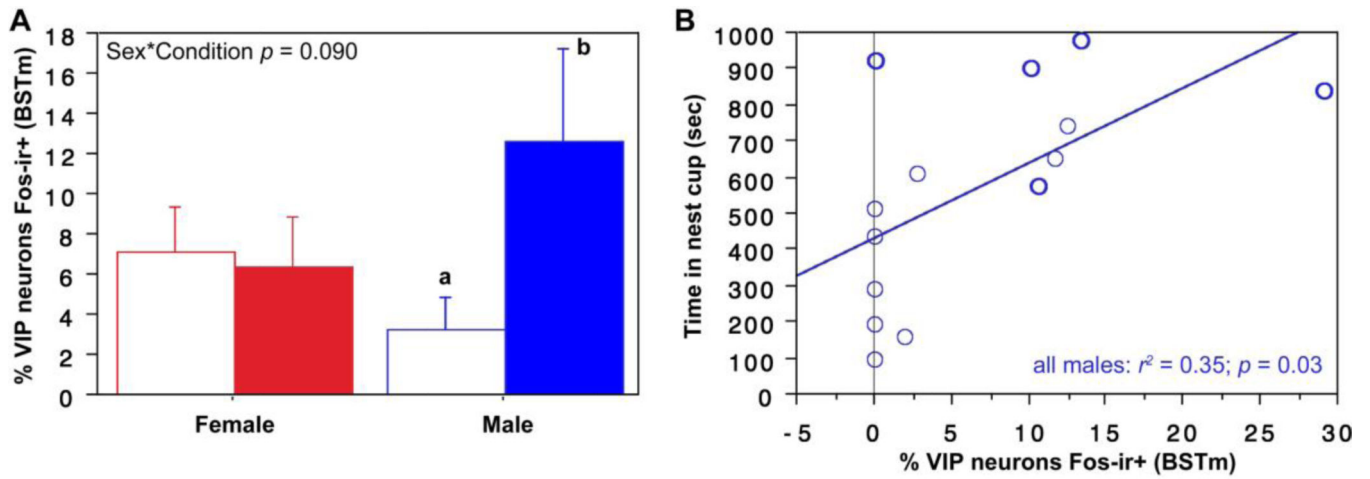 A
% VIP neurons Fos-ir+ (BSTm)
18
16
14
12
10
8
6
4
2
0
Sex*Condition p = 0.090
a
b
Female
Male
B
Time in nest cup (sec)
1000
900
800
700
600
500
400
300
200
100
0
all males: r² = 0.35; p = 0.03
-5 0 5 10 15 20 25 30
% VIP neurons Fos-ir+ (BSTm)